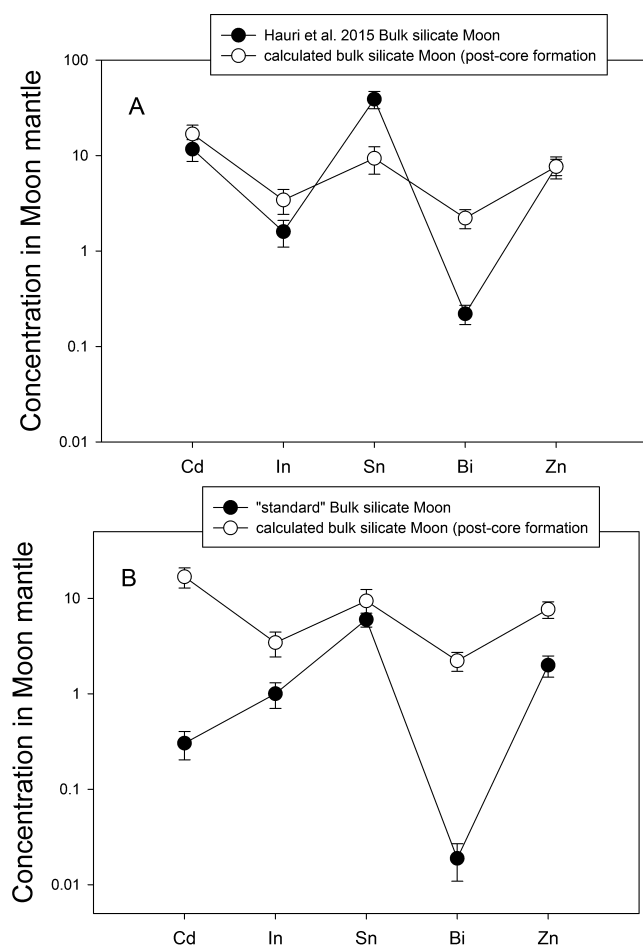 Hauri et al. 2015 Bulk silicate Moon
calculated bulk silicate Moon (post-core formation
A
Concentration in Moon mantle
100
10
1
0.1
0.01
Cd In Sn Bi Zn
"standard" Bulk silicate Moon
calculated bulk silicate Moon (post-core formation
B
Concentration in Moon mantle
10
1
0.1
0.01
Cd In Sn Bi Zn